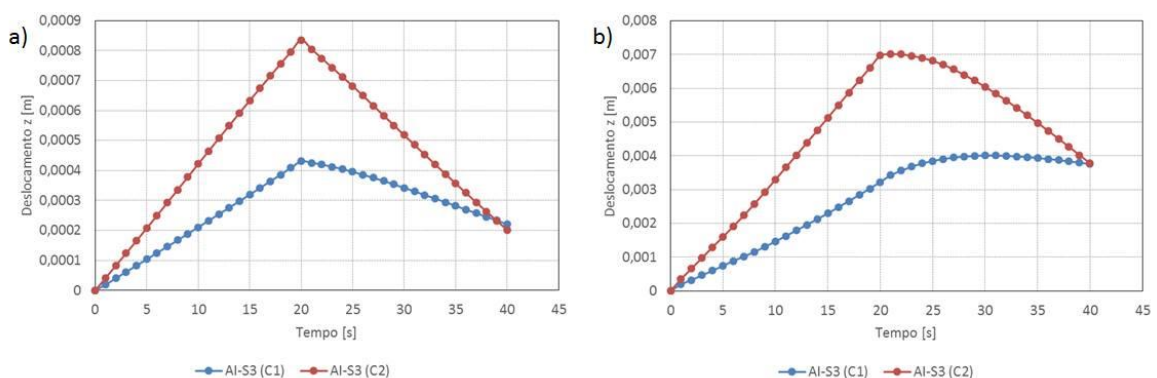 a)
Deslocamento z [m]
0,0009
0,0008
0,0007
0,0006
0,0005
0,0004
0,0003
0,0002
0,0001
0
0 5 10 15 20 25 30 35 40 45
Tempo [s]
AI-S3 (C1) AI-S3 (C2)
b)
Deslocamento z [m]
0,008
0,007
0,006
0,005
0,004
0,003
0,002
0,001
0
0 5 10 15 20 25 30 35 40 45
Tempo [s]
AI-S3 (C1) AI-S3 (C2)